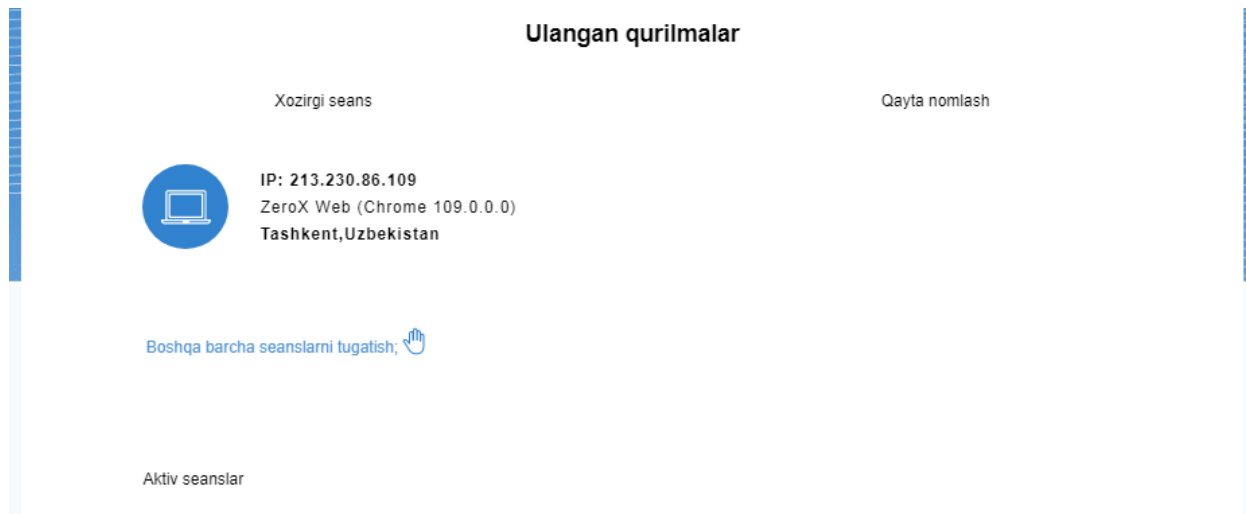 Ulangan qurilmalar
Xozirgi seans
Qayta nomlash
IP: 213.230.86.109
ZeroX Web (Chrome 109.0.0.0)
Tashkent,Uzbekistan
Boshqa barcha seanslarni tugatish;
Aktiv seanslar